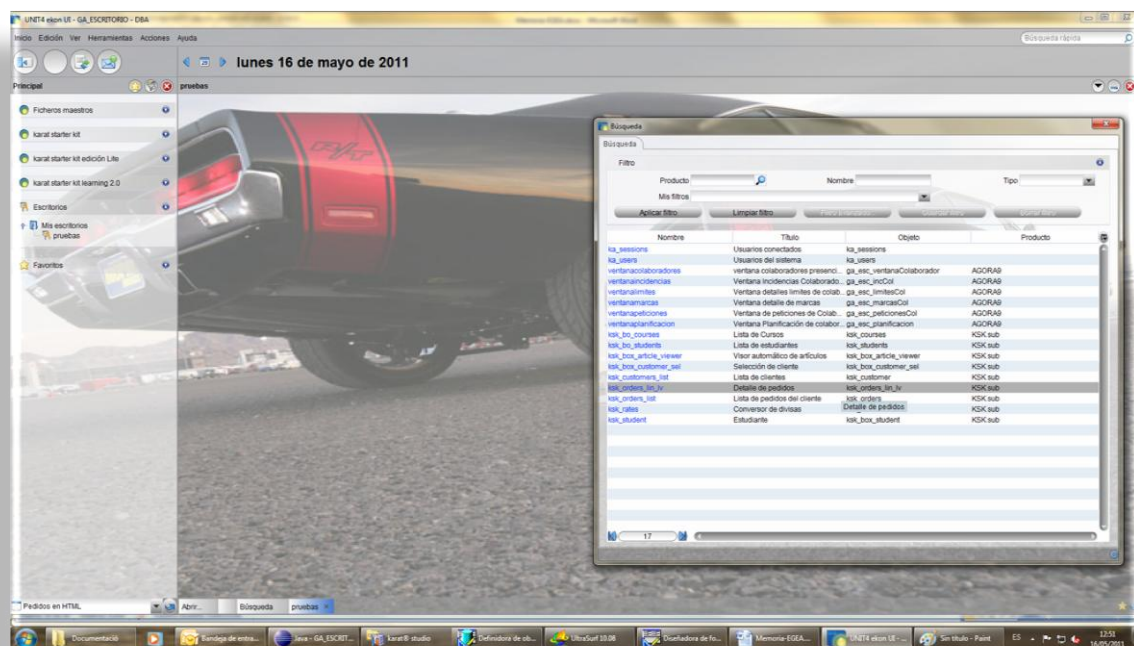 UNIT4 ekon UI - GA_ESCRITORIO - DBA
Inicio Edición Ver Herramientas Acciones Ayuda
Búsqueda rápida
lunes 16 de mayo de 2011
Principal
pruebas
Ficheros maestros
karat starter kit
karat starter kit edición Lite
karat starter kit learning 2.0
Escritorios
Mis escritorios
pruebas
Favoritos
R/T
Búsqueda
Búsqueda
Filtro
Producto Nombre Tipo
Mis filtros
Aplicar filtro Limpiar filtro
Nombre Título Objeto Producto
ka_sessions Usuarios conectados ka_sessions
ka_users Usuarios del sistema ka_users
ventanacolaboradores ventana colaboradores presenci... ga_esc_ventanaColaborador AGORA9
ventanaincidencias Ventana Incidencias Colaborado... ga_esc_incCol AGORA9
ventanalimites Ventana detalles limites de colab... ga_esc_limitesCol AGORA9
ventanamarcas Ventana detalle de marcas ga_esc_marcasCol AGORA9
ventanapeticiones Ventana de peticiones de Colab... ga_esc_peticionesCol AGORA9
ventanaplanificacion Ventana Planificación de colabor... ga_esc_planificacion AGORA9
ksk_bo_courses Lista de Cursos ksk_courses KSK.sub
ksk_bo_students Lista de estudiantes ksk_students KSK.sub
ksk_box_article_viewer Visor automático de artículos ksk_box_article_viewer KSK.sub
ksk_box_customer_sel Selección de cliente ksk_box_customer_sel KSK.sub
ksk_customers_list Lista de clientes ksk_customer KSK.sub
ksk_orders_lin_lv Detalle de pedidos ksk_orders_lin_lv KSK.sub
ksk_orders_list Lista de pedidos del cliente ksk_orders KSK.sub
ksk_rates Conversor de divisas KSK.sub
Detalle de pedidos
ksk_student Estudiante ksk_box_student KSK.sub
17
Pedidos en HTML
Abrir... Búsqueda pruebas
Documentació
Bandeja de entra...
Java - GA_ESCRIT...
karat® studio
Definidora de ob...
UltraSurf 10.08
Diseñadora de fo...
Memoria-EGEA...
UNIT4 ekon UI - ...
Sin título - Paint
ES
12:51
16/05/2011